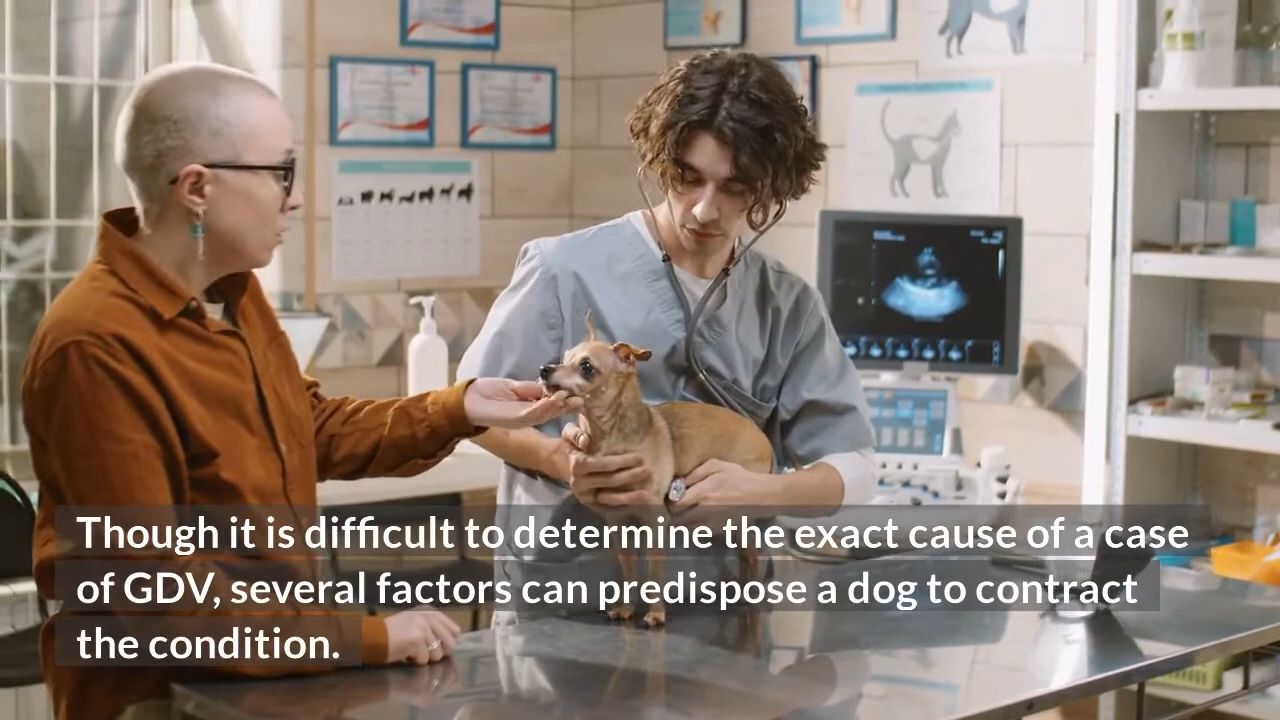 Though it is difficult to determine the exact cause of a case
of GDV, several factors can predispose a dog to contract
the condition.